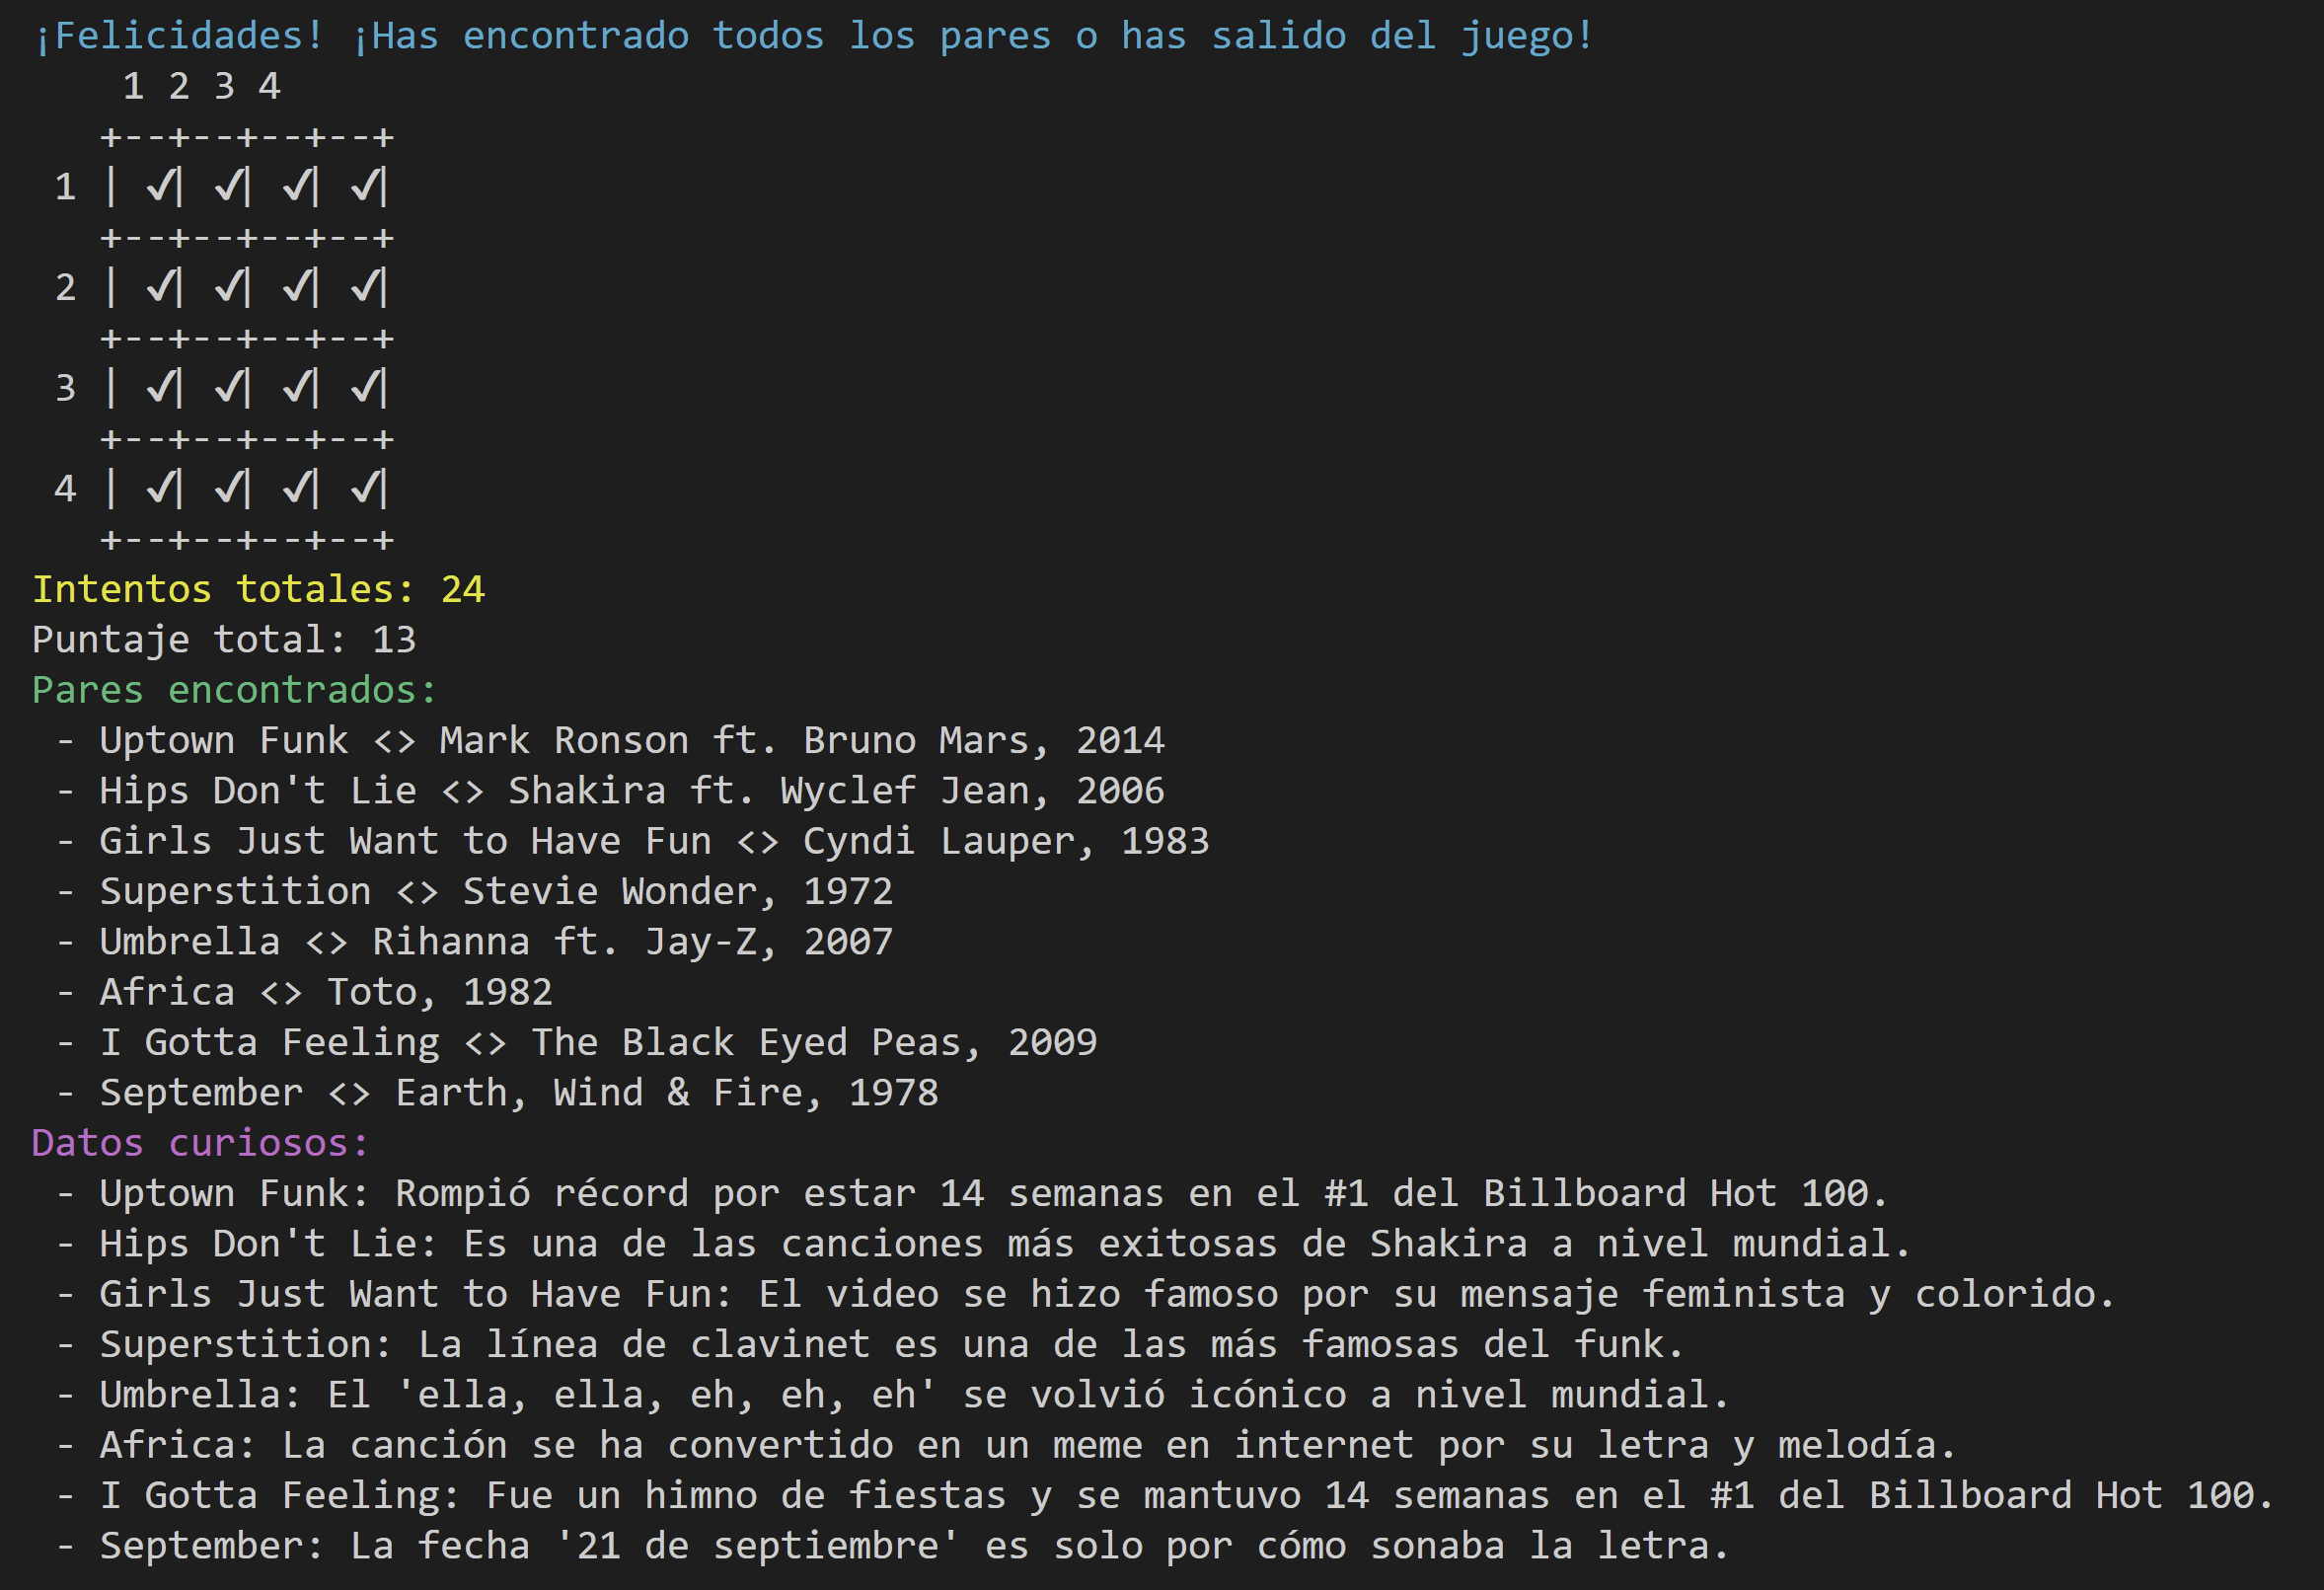 ¡Felicidades! ¡Has encontrado todos los pares o has salido del juego!
    1 2 3 4
   +--+--+--+--+
 1 | ✓| ✓| ✓| ✓|
   +--+--+--+--+
 2 | ✓| ✓| ✓| ✓|
   +--+--+--+--+
 3 | ✓| ✓| ✓| ✓|
   +--+--+--+--+
 4 | ✓| ✓| ✓| ✓|
   +--+--+--+--+
Intentos totales: 24
Puntaje total: 13
Pares encontrados:
 - Uptown Funk <> Mark Ronson ft. Bruno Mars, 2014
 - Hips Don't Lie <> Shakira ft. Wyclef Jean, 2006
 - Girls Just Want to Have Fun <> Cyndi Lauper, 1983
 - Superstition <> Stevie Wonder, 1972
 - Umbrella <> Rihanna ft. Jay-Z, 2007
 - Africa <> Toto, 1982
 - I Gotta Feeling <> The Black Eyed Peas, 2009
 - September <> Earth, Wind & Fire, 1978
Datos curiosos:
 - Uptown Funk: Rompió récord por estar 14 semanas en el #1 del Billboard Hot 100.
 - Hips Don't Lie: Es una de las canciones más exitosas de Shakira a nivel mundial.
 - Girls Just Want to Have Fun: El video se hizo famoso por su mensaje feminista y colorido.
 - Superstition: La línea de clavinet es una de las más famosas del funk.
 - Umbrella: El 'ella, ella, eh, eh, eh' se volvió icónico a nivel mundial.
 - Africa: La canción se ha convertido en un meme en internet por su letra y melodía.
 - I Gotta Feeling: Fue un himno de fiestas y se mantuvo 14 semanas en el #1 del Billboard Hot 100.
 - September: La fecha '21 de septiembre' es solo por cómo sonaba la letra.